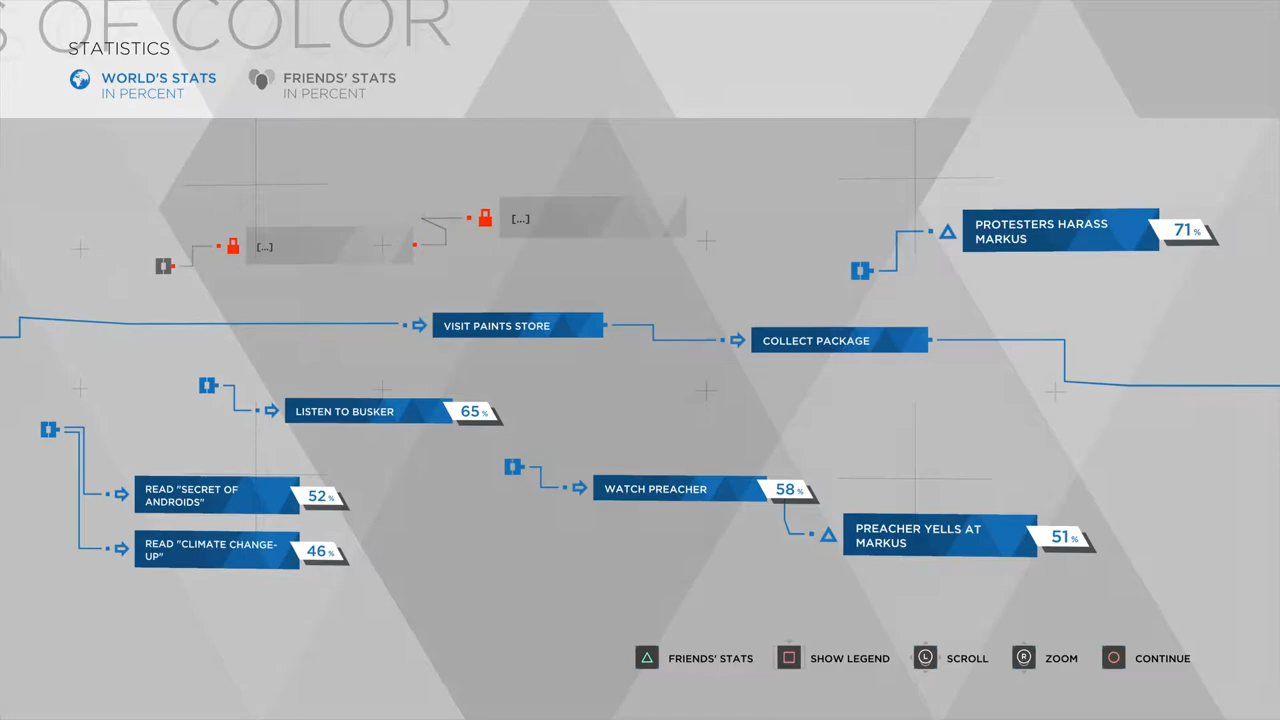 S OF COLOR
STATISTICS
WORLD'S STATS
IN PERCENT
FRIENDS' STATS
IN PERCENT
[...]
[...]
PROTESTERS HARASS
MARKUS
71%
VISIT PAINTS STORE
COLLECT PACKAGE
LISTEN TO BUSKER
65%
READ "SECRET OF
ANDROIDS"
52%
WATCH PREACHER
58%
READ "CLIMATE CHANGE-
UP"
46%
PREACHER YELLS AT
MARKUS
51%
FRIENDS' STATS
SHOW LEGEND
L
SCROLL
R
ZOOM
CONTINUE